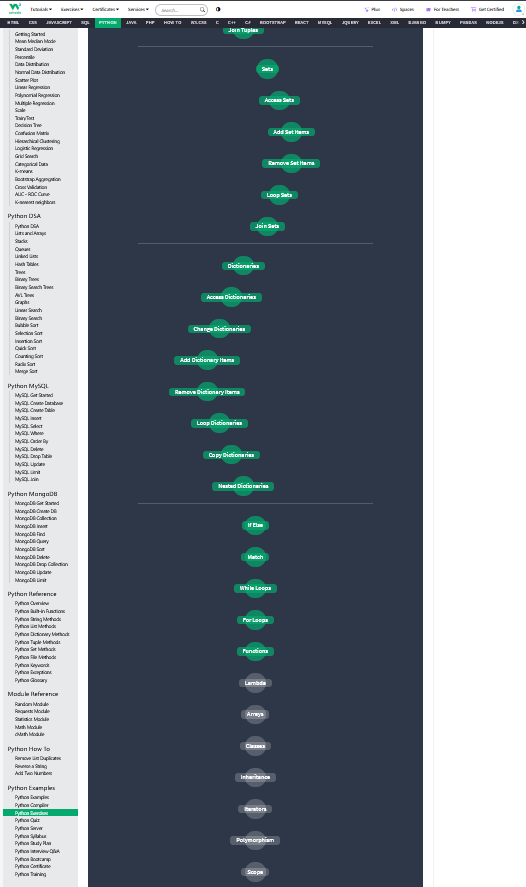 Tutorials Exercises Certificates Services Search... Plus Spaces For Teachers Get Certified
HTML CSS JAVASCRIPT SQL PYTHON JAVA PHP HOW TO W3.CSS C C++ C# BOOTSTRAP REACT MYSQL JQUERY EXCEL XML DJANGO NUMPY PANDAS NODEJS
Getting Started
Mean Median Mode
Standard Deviation
Percentile
Data Distribution
Normal Data Distribution
Scatter Plot
Linear Regression
Polynomial Regression
Multiple Regression
Scale
Train/Test
Decision Tree
Confusion Matrix
Hierarchical Clustering
Logistic Regression
Grid Search
Categorical Data
K-means
Bootstrap Aggregation
Cross Validation
AUC - ROC Curve
K-nearest neighbors
Python DSA
Python DSA
Lists and Arrays
Stacks
Queues
Linked Lists
Hash Tables
Trees
Binary Trees
Binary Search Trees
AVL Trees
Graphs
Linear Search
Binary Search
Bubble Sort
Selection Sort
Insertion Sort
Quick Sort
Counting Sort
Radix Sort
Merge Sort
Python MySQL
MySQL Get Started
MySQL Create Database
MySQL Create Table
MySQL Insert
MySQL Select
MySQL Where
MySQL Order By
MySQL Delete
MySQL Drop Table
MySQL Update
MySQL Limit
MySQL Join
Python MongoDB
MongoDB Get Started
MongoDB Create DB
MongoDB Collection
MongoDB Insert
MongoDB Find
MongoDB Query
MongoDB Sort
MongoDB Delete
MongoDB Drop Collection
MongoDB Update
MongoDB Limit
Python Reference
Python Overview
Python Built-in Functions
Python String Methods
Python List Methods
Python Dictionary Methods
Python Tuple Methods
Python Set Methods
Python File Methods
Python Keywords
Python Exceptions
Python Glossary
Module Reference
Random Module
Requests Module
Statistics Module
Math Module
cMath Module
Python How To
Remove List Duplicates
Reverse a String
Add Two Numbers
Python Examples
Python Examples
Python Compiler
Python Exercises
Python Quiz
Python Server
Python Syllabus
Python Study Plan
Python Interview Q&A
Python Bootcamp
Python Certificate
Python Training
Join Tuples
Sets
Access Sets
Add Set Items
Remove Set Items
Loop Sets
Join Sets
Dictionaries
Access Dictionaries
Change Dictionaries
Add Dictionary Items
Remove Dictionary Items
Loop Dictionaries
Copy Dictionaries
Nested Dictionaries
If Else
Match
While Loops
For Loops
Functions
Lambda
Arrays
Classes
Inheritance
Iterators
Polymorphism
Scope